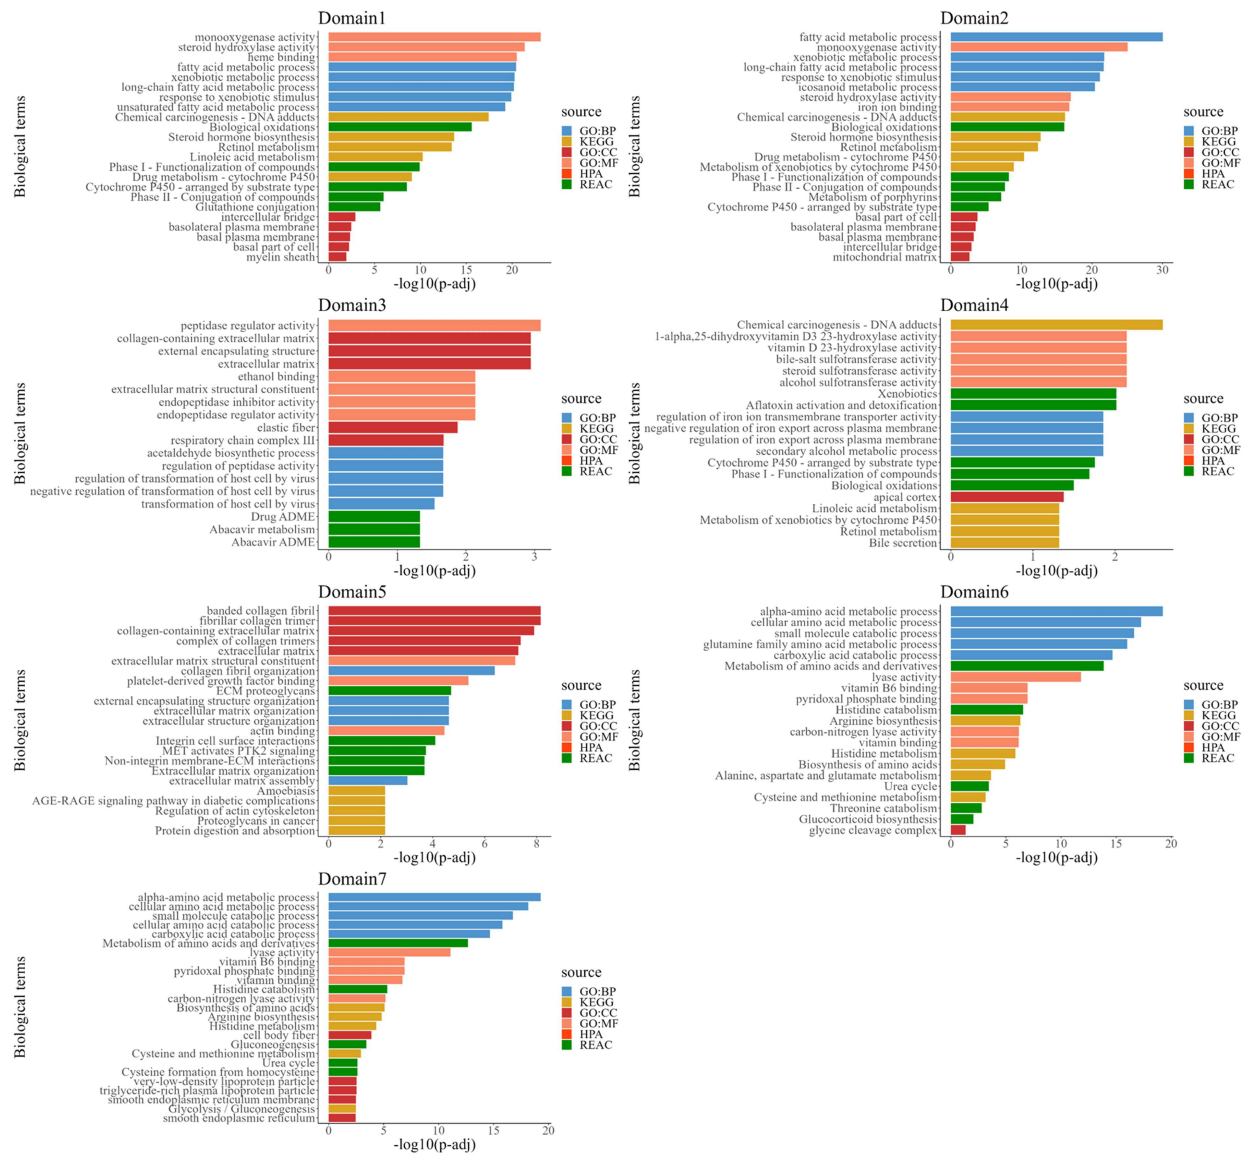 Domain1
Biological terms
monooxygenase activity
steroid hydroxylase activity
heme binding
fatty acid metabolic process
xenobiotic metabolic process
long-chain fatty acid metabolic process
response to xenobiotic stimulus
unsaturated fatty acid metabolic process
Chemical carcinogenesis - DNA adducts
Biological oxidations
Steroid hormone biosynthesis
Retinol metabolism
Linoleic acid metabolism
Phase I - Functionalization of compounds
Drug metabolism - cytochrome P450
Cytochrome P450 - arranged by substrate type
Phase II - Conjugation of compounds
Glutathione conjugation
intercellular bridge
basolateral plasma membrane
basal plasma membrane
basal part of cell
myelin sheath
0 5 10 15 20
-log10(p-adj)
source
GO:BP
KEGG
GO:CC
GO:MF
HPA
REAC
Domain2
Biological terms
fatty acid metabolic process
monooxygenase activity
xenobiotic metabolic process
long-chain fatty acid metabolic process
response to xenobiotic stimulus
icosanoid metabolic process
steroid hydroxylase activity
iron ion binding
Chemical carcinogenesis - DNA adducts
Biological oxidations
Steroid hormone biosynthesis
Retinol metabolism
Drug metabolism - cytochrome P450
Metabolism of xenobiotics by cytochrome P450
Phase I - Functionalization of compounds
Phase II - Conjugation of compounds
Metabolism of porphyrins
Cytochrome P450 - arranged by substrate type
basal part of cell
basolateral plasma membrane
basal plasma membrane
intercellular bridge
mitochondrial matrix
0 10 20 30
-log10(p-adj)
source
GO:BP
KEGG
GO:CC
GO:MF
HPA
REAC
Domain3
Biological terms
peptidase regulator activity
collagen-containing extracellular matrix
external encapsulating structure
extracellular matrix
ethanol binding
extracellular matrix structural constituent
endopeptidase inhibitor activity
endopeptidase regulator activity
elastic fiber
respiratory chain complex III
acetaldehyde biosynthetic process
regulation of peptidase activity
regulation of transformation of host cell by virus
negative regulation of transformation of host cell by virus
transformation of host cell by virus
Drug ADME
Abacavir metabolism
Abacavir ADME
0 1 2 3
-log10(p-adj)
source
GO:BP
KEGG
GO:CC
GO:MF
HPA
REAC
Domain4
Biological terms
Chemical carcinogenesis - DNA adducts
1-alpha,25-dihydroxyvitamin D3 23-hydroxylase activity
vitamin D 23-hydroxylase activity
bile-salt sulfotransferase activity
steroid sulfotransferase activity
alcohol sulfotransferase activity
Xenobiotics
Aflatoxin activation and detoxification
regulation of iron ion transmembrane transporter activity
negative regulation of iron export across plasma membrane
regulation of iron export across plasma membrane
secondary alcohol metabolic process
Cytochrome P450 - arranged by substrate type
Phase I - Functionalization of compounds
Biological oxidations
apical cortex
Linoleic acid metabolism
Metabolism of xenobiotics by cytochrome P450
Retinol metabolism
Bile secretion
0 1 2
-log10(p-adj)
source
GO:BP
KEGG
GO:CC
GO:MF
HPA
REAC
Domain5
Biological terms
banded collagen fibril
fibrillar collagen trimer
collagen-containing extracellular matrix
complex of collagen trimers
extracellular matrix
extracellular matrix structural constituent
collagen fibril organization
platelet-derived growth factor binding
ECM proteoglycans
external encapsulating structure organization
extracellular matrix organization
extracellular structure organization
actin binding
Integrin cell surface interactions
MET activates PTK2 signaling
Non-integrin membrane-ECM interactions
Extracellular matrix organization
extracellular matrix assembly
Amoebiasis
AGE-RAGE signaling pathway in diabetic complications
Regulation of actin cytoskeleton
Proteoglycans in cancer
Protein digestion and absorption
0 2 4 6 8
-log10(p-adj)
source
GO:BP
KEGG
GO:CC
GO:MF
HPA
REAC
Domain6
Biological terms
alpha-amino acid metabolic process
cellular amino acid metabolic process
small molecule catabolic process
glutamine family amino acid metabolic process
carboxylic acid catabolic process
Metabolism of amino acids and derivatives
lyase activity
vitamin B6 binding
pyridoxal phosphate binding
Histidine catabolism
Arginine biosynthesis
carbon-nitrogen lyase activity
vitamin binding
Histidine metabolism
Biosynthesis of amino acids
Alanine, aspartate and glutamate metabolism
Urea cycle
Cysteine and methionine metabolism
Threonine catabolism
Glucocorticoid biosynthesis
glycine cleavage complex
0 5 10 15 20
-log10(p-adj)
source
GO:BP
KEGG
GO:CC
GO:MF
HPA
REAC
Domain7
Biological terms
alpha-amino acid metabolic process
cellular amino acid metabolic process
small molecule catabolic process
cellular amino acid catabolic process
carboxylic acid catabolic process
Metabolism of amino acids and derivatives
lyase activity
vitamin B6 binding
pyridoxal phosphate binding
vitamin binding
Histidine catabolism
carbon-nitrogen lyase activity
Biosynthesis of amino acids
Arginine biosynthesis
Histidine metabolism
cell body fiber
Gluconeogenesis
Cysteine and methionine metabolism
Urea cycle
Cysteine formation from homocysteine
very-low-density lipoprotein particle
triglyceride-rich plasma lipoprotein particle
smooth endoplasmic reticulum membrane
Glycolysis / Gluconeogenesis
smooth endoplasmic reticulum
0 5 10 15 20
-log10(p-adj)
source
GO:BP
KEGG
GO:CC
GO:MF
HPA
REAC